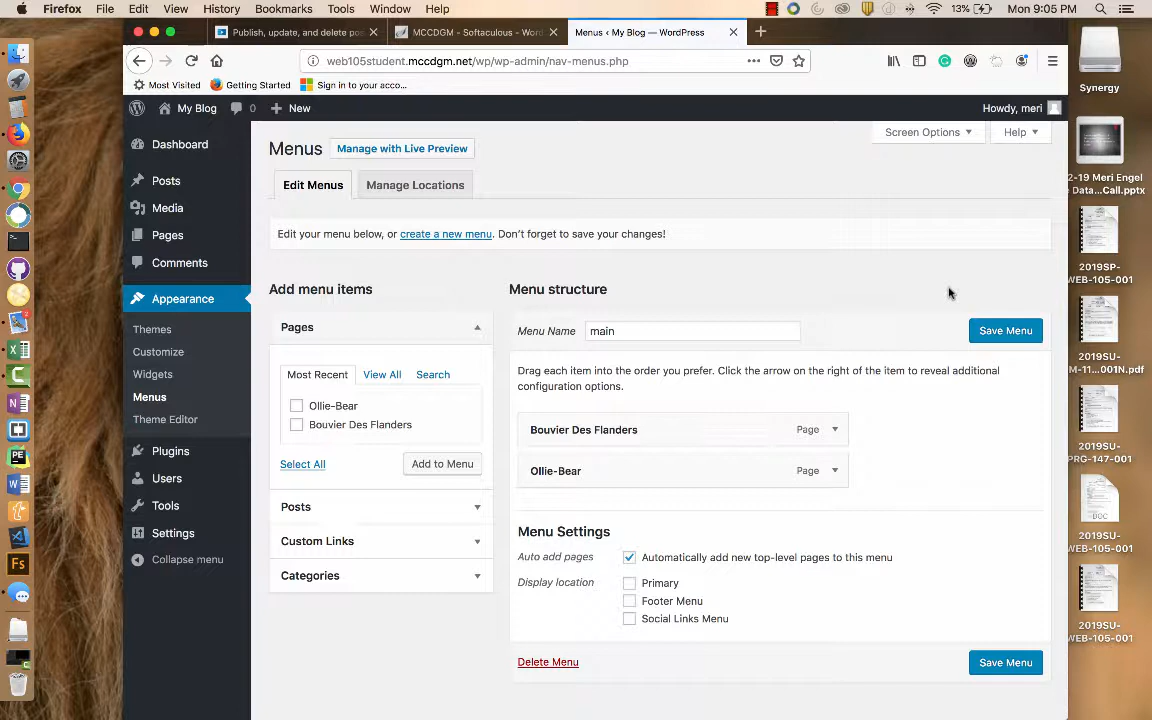 Firefox File Edit View History Bookmarks Tools Window Help 13% Mon 9:05 PM
Publish, update, and delete pos
MCCDGM - Softaculous - Word
Menus ‹ My Blog — WordPress
web105student.mccdgm.net/wp/wp-admin/nav-menus.php
Most Visited Getting Started Sign in to your acco...
My Blog 0 New Howdy, meri
Screen Options Help
Dashboard
Posts
Media
Pages
Comments
Appearance
Themes
Customize
Widgets
Menus
Theme Editor
Plugins
Users
Tools
Settings
Collapse menu
Menus Manage with Live Preview
Edit Menus Manage Locations
Edit your menu below, or create a new menu. Don't forget to save your changes!
Add menu items
Pages
Most Recent View All Search
Ollie-Bear
Bouvier Des Flanders
Select All Add to Menu
Posts
Custom Links
Categories
Menu structure
Menu Name main Save Menu
Drag each item into the order you prefer. Click the arrow on the right of the item to reveal additional
configuration options.
Bouvier Des Flanders Page
Ollie-Bear Page
Menu Settings
Auto add pages Automatically add new top-level pages to this menu
Display location Primary
Footer Menu
Social Links Menu
Delete Menu Save Menu
Synergy
2-19 Meri Engel
e Data...Call.pptx
2019SP-
WEB-105-001
2019SU-
M-11...001N.pdf
2019SU-
PRG-147-001
DOC
2019SU-
WEB-105-001
2019SU-
WEB-105-001